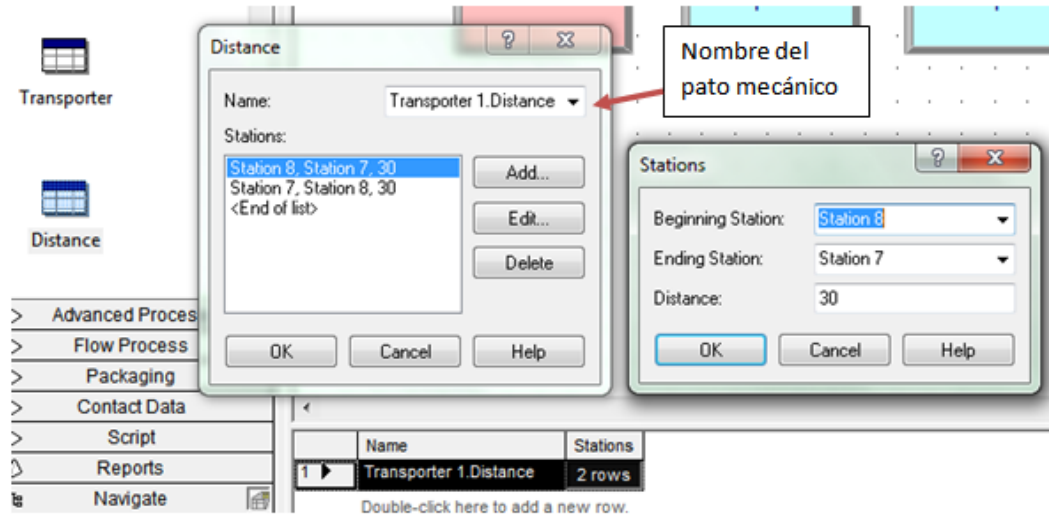 Transporter
Distance
Advanced Proces
Flow Process
Packaging
Contact Data
Script
Reports
Navigate
Distance
Name:
Transporter 1.Distance
Stations:
Station 8, Station 7, 30
Station 7, Station 8, 30
<End of list>
Add...
Edit...
Delete
OK
Cancel
Help
Nombre del
pato mecánico
Stations
Beginning Station:
Station 8
Ending Station:
Station 7
Distance:
30
OK
Cancel
Help
Name
Stations
1
Transporter 1.Distance
2 rows
Double-click here to add a new row.